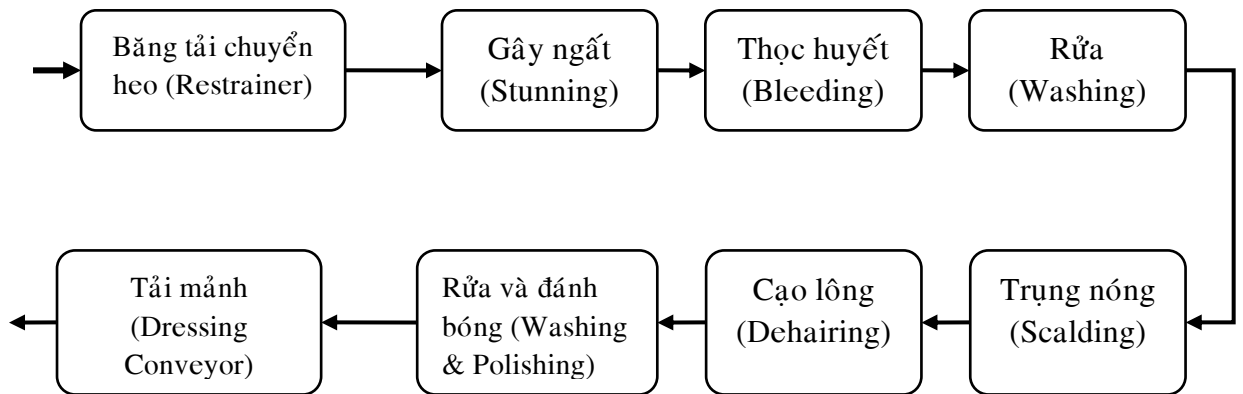 Băng tải chuyển
heo (Restrainer)
Gây ngất
(Stunning)
Thọc huyết
(Bleeding)
Rửa
(Washing)
Trụng nóng
(Scalding)
Cạo lông
(Dehairing)
Rửa và đánh
bóng (Washing
& Polishing)
Tải mảnh
(Dressing
Conveyor)